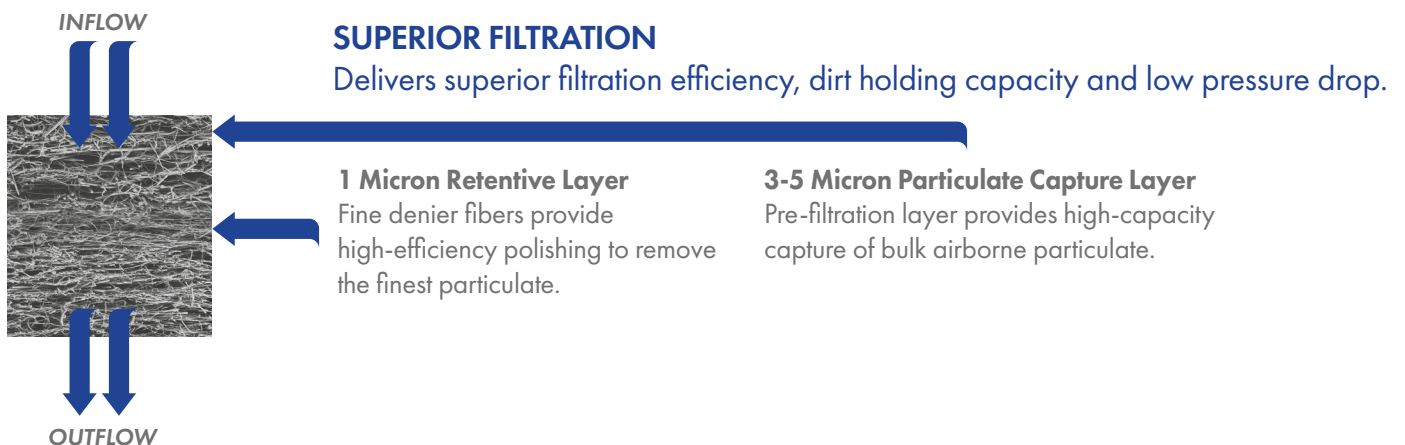 INFLOW
SUPERIOR FILTRATION
Delivers superior filtration efficiency, dirt holding capacity and low pressure drop.
1 Micron Retentive Layer
Fine denier fibers provide
high-efficiency polishing to remove
the finest particulate.
3-5 Micron Particulate Capture Layer
Pre-filtration layer provides high-capacity
capture of bulk airborne particulate.
OUTFLOW